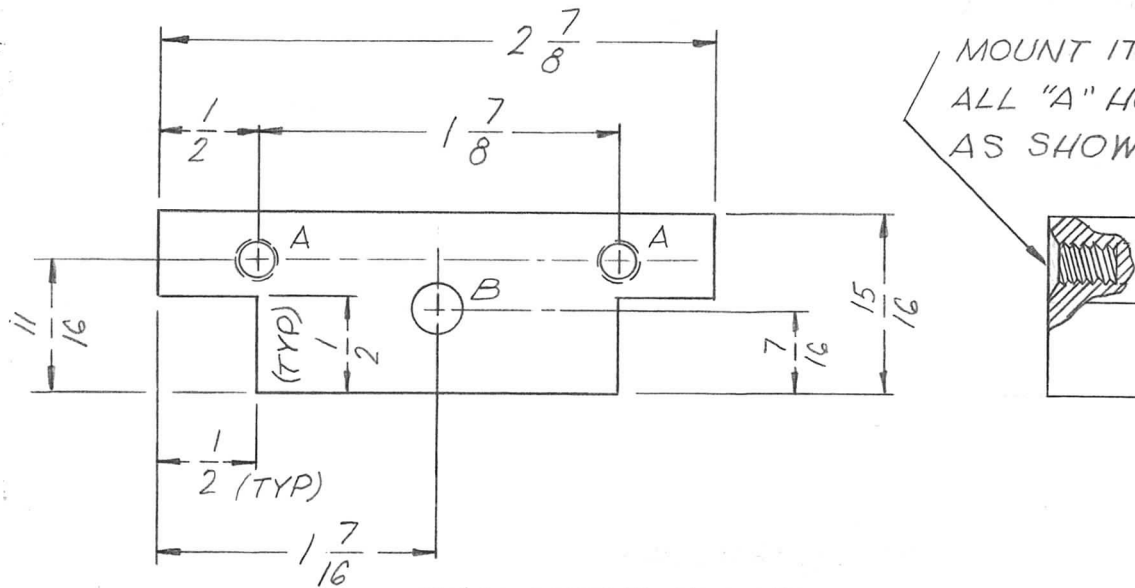 2 7/8
1/2
1 7/8
MOUNT IT
ALL "A" H
AS SHOW
A
A
B
11/16
(TYP) 1/2
7/16
15/16
1/2 (TYP)
1 7/16